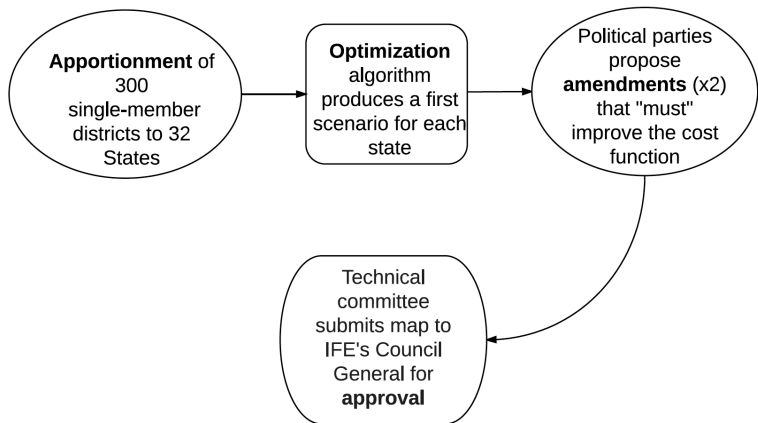 Apportionment of
300
single-member
districts to 32
States
Optimization
algorithm
produces a first
scenario for each
state
Political parties
propose
amendments (x2)
that "must"
improve the cost
function
Technical
committee
submits map to
IFE's Council
General for
approval